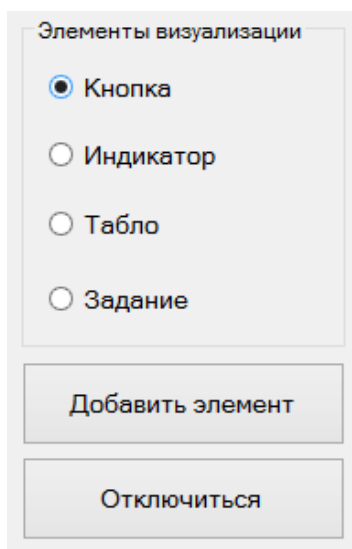 Элементы визуализации
Кнопка
Индикатор
Табло
Задание
Добавить элемент
Отключиться